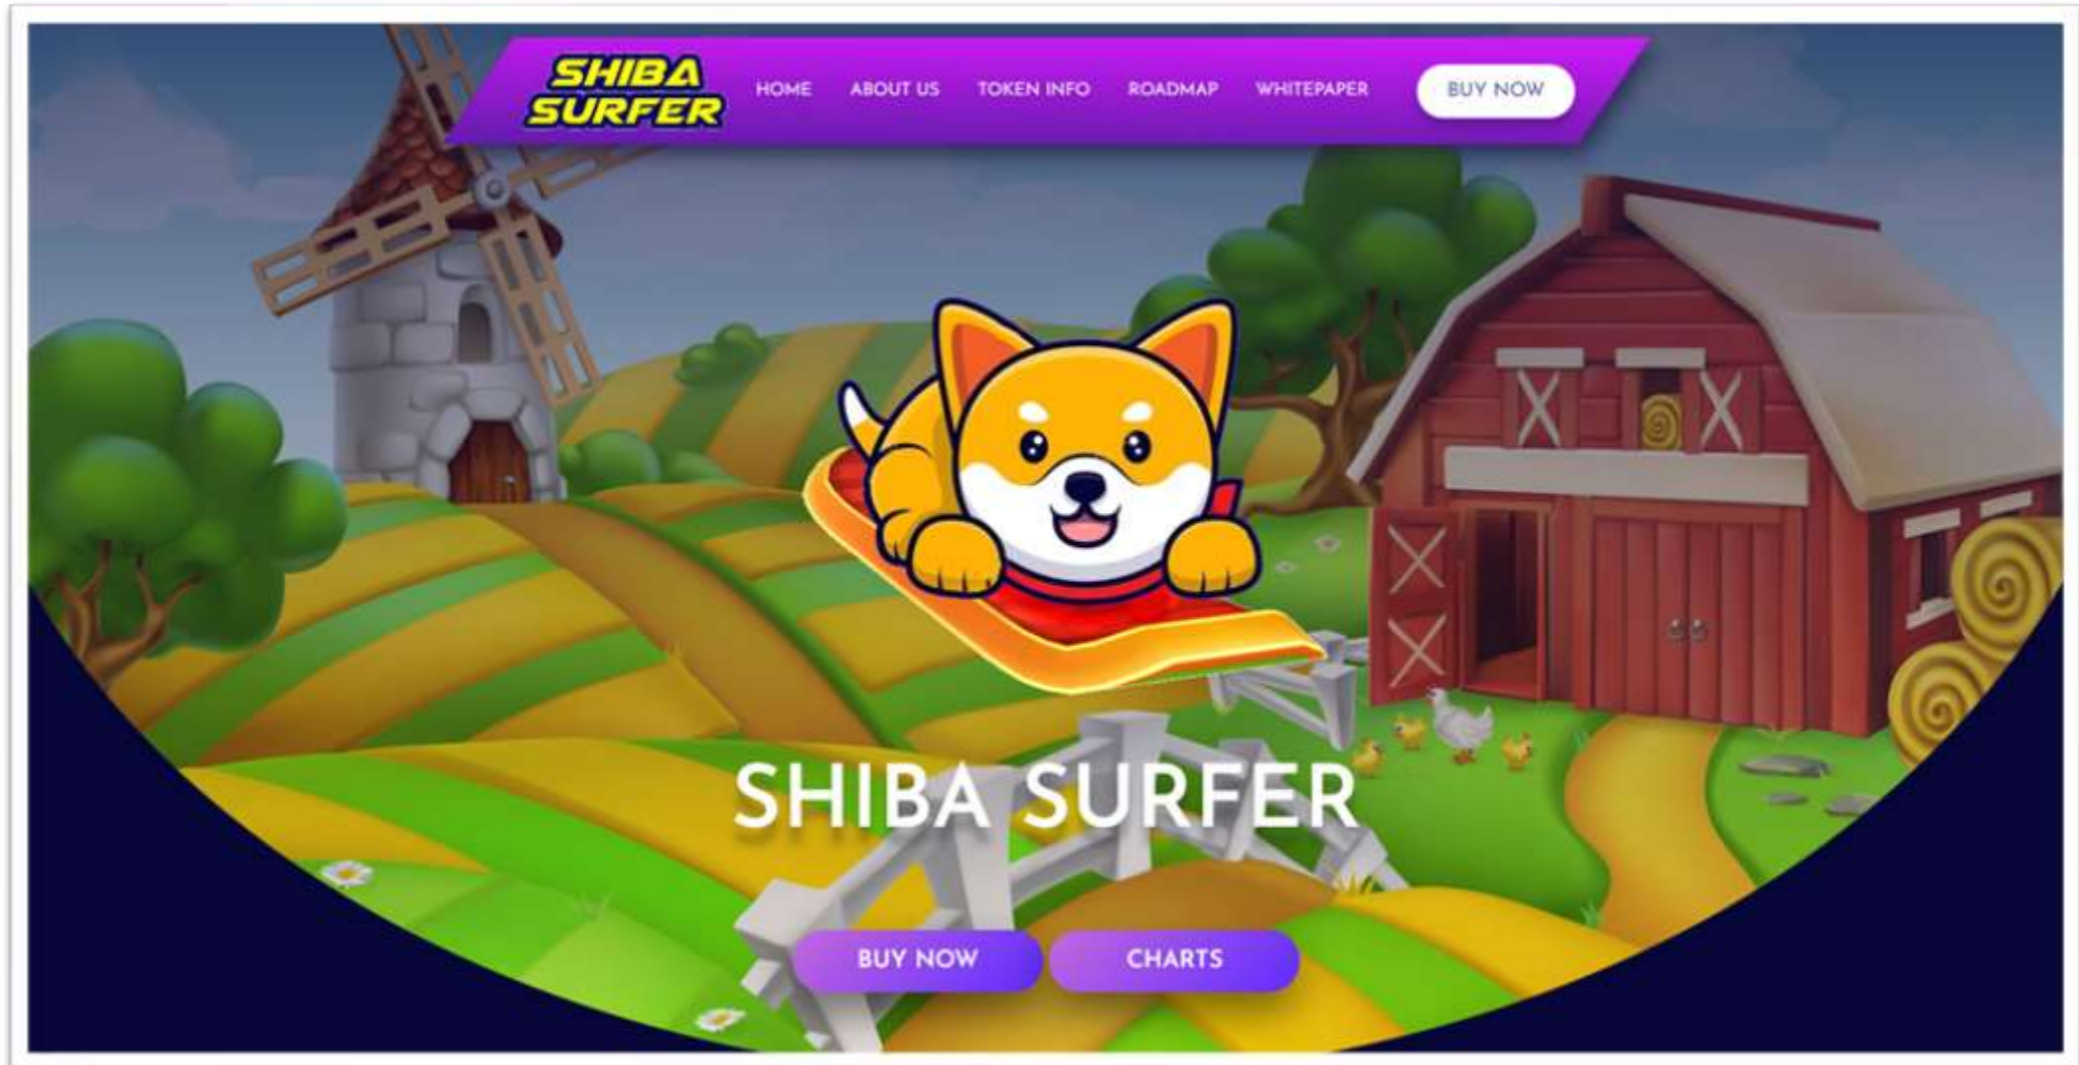 SHIBA
SURFER
HOME ABOUT US TOKEN INFO ROADMAP WHITEPAPER BUY NOW
SHIBA SURFER
BUY NOW CHARTS